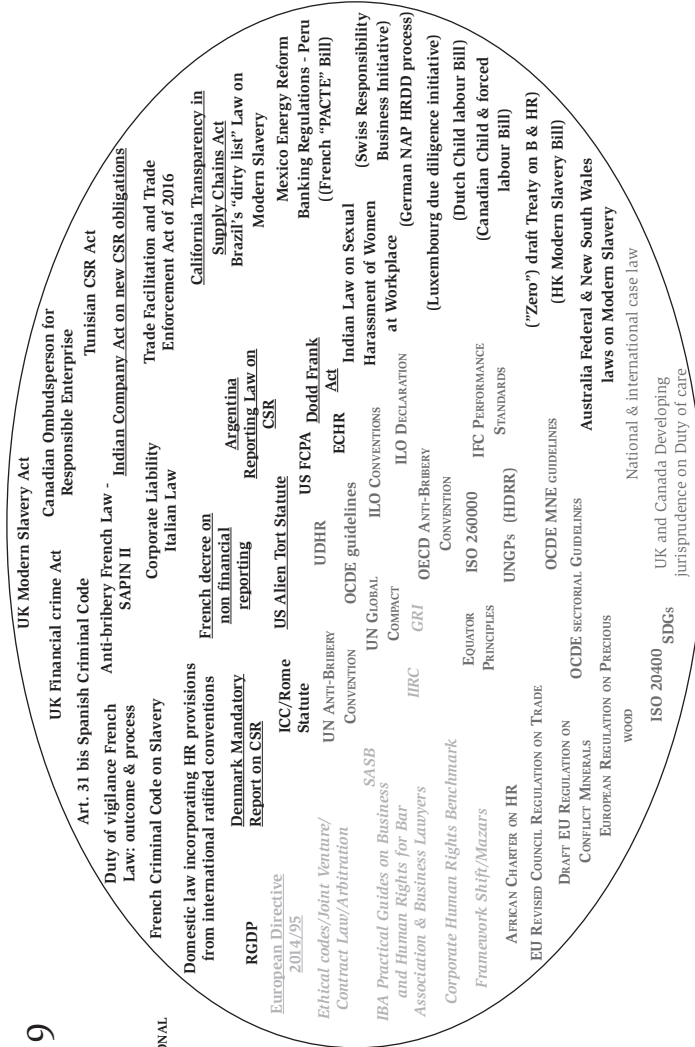 9
UK Modern Slavery Act
UK Financial crime Act
Canadian Ombudsperson for
Responsible Enterprise
Art. 31 bis Spanish Criminal Code
Tunisian CSR Act
Duty of vigilance French
Law: outcome & process
Anti-bribery French Law -
SAPIN II
Indian Company Act on new CSR obligations
French Criminal Code on Slavery
Corporate Liability
Italian Law
Trade Facilitation and Trade
Enforcement Act of 2016
Domestic law incorporating HR provisions
from international ratified conventions
French decree on
non financial
reporting
Argentina
Reporting Law on
CSR
California Transparency in
Supply Chains Act
Brazil's "dirty list" Law on
Modern Slavery
Denmark Mandatory
Report on CSR
RGDP
US Alien Tort Statute
US FCPA
Dodd Frank
Act
Mexico Energy Reform
Banking Regulations - Peru
((French "PACTE" Bill)
European Directive
2014/95
ICC/Rome
Statute
UDHR
ECHR
Indian Law on Sexual
Harassment of Women
at Workplace
(Swiss Responsibility
Business Initiative)
Ethical codes/Joint Venture/
Contract Law/Arbitration
UN Anti-Bribery
Convention
OCDE guidelines
ILO Conventions
ILO Declaration
(German NAP HRDD process)
SASB
UN Global
Compact
IBA Practical Guides on Business
and Human Rights for Bar
Association & Business Lawyers
IIRC
GRI
OECD Anti-Bribery
Convention
(Luxembourg due diligence initiative)
(Dutch Child labour Bill)
Corporate Human Rights Benchmark
Equator
Principles
ISO 260000
IFC Performance
Standards
(Canadian Child & forced
labour Bill)
Framework Shift/Mazars
African Charter on HR
UNGPs (HDRR)
EU Revised Council Regulation on Trade
OCDE MNE guidelines
("Zero") draft Treaty on B & HR)
(HK Modern Slavery Bill)
Draft EU Regulation on
Conflict Minerals
OCDE sectorial Guidelines
Australia Federal & New South Wales
laws on Modern Slavery
European Regulation on Precious
wood
National & international case law
ISO 20400
SDGs
UK and Canada Developing
jurisprudence on Duty of care